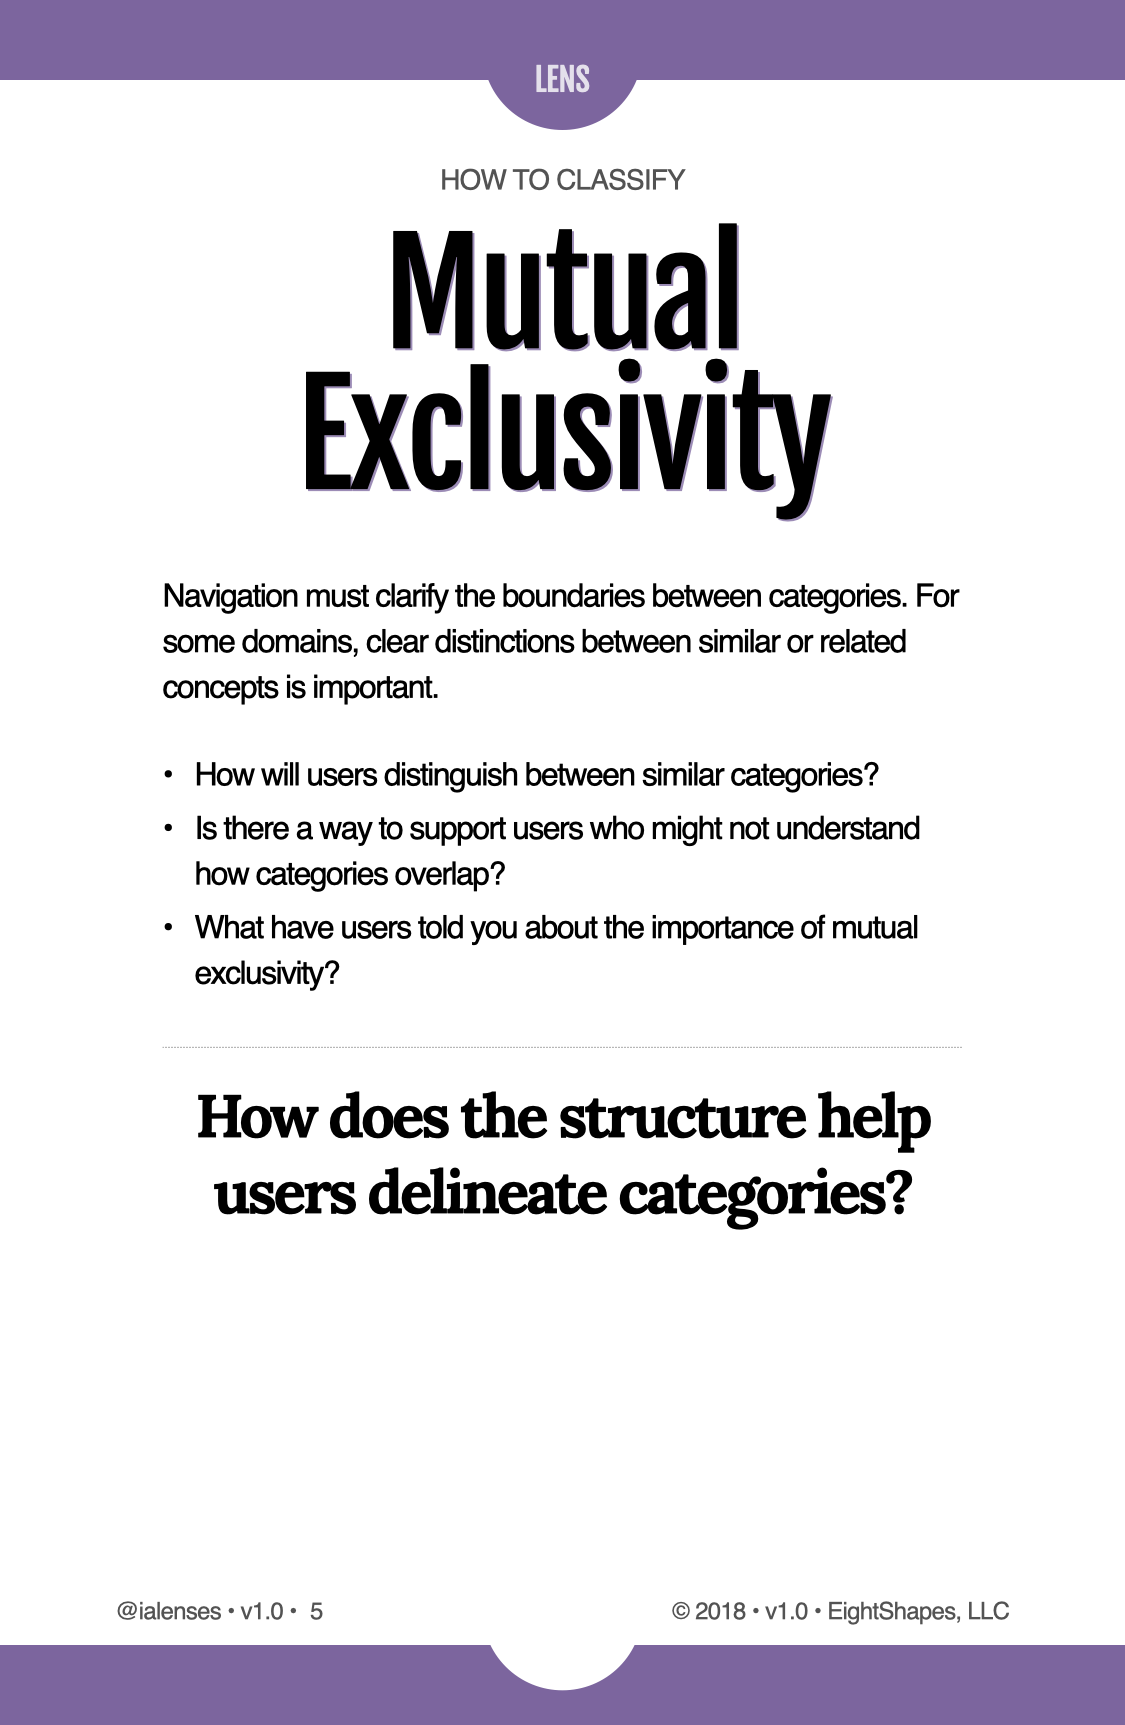 LENS
HOW TO CLASSIFY
Mutual
Exclusivity
Navigation must clarify the boundaries between categories. For
some domains, clear distinctions between similar or related
concepts is important.
• How will users distinguish between similar categories?
• Is there a way to support users who might not understand
how categories overlap?
• What have users told you about the importance of mutual
exclusivity?
How does the structure help
users delineate categories?
@ialenses • v1.0 • 5
© 2018 • v1.0 • EightShapes, LLC